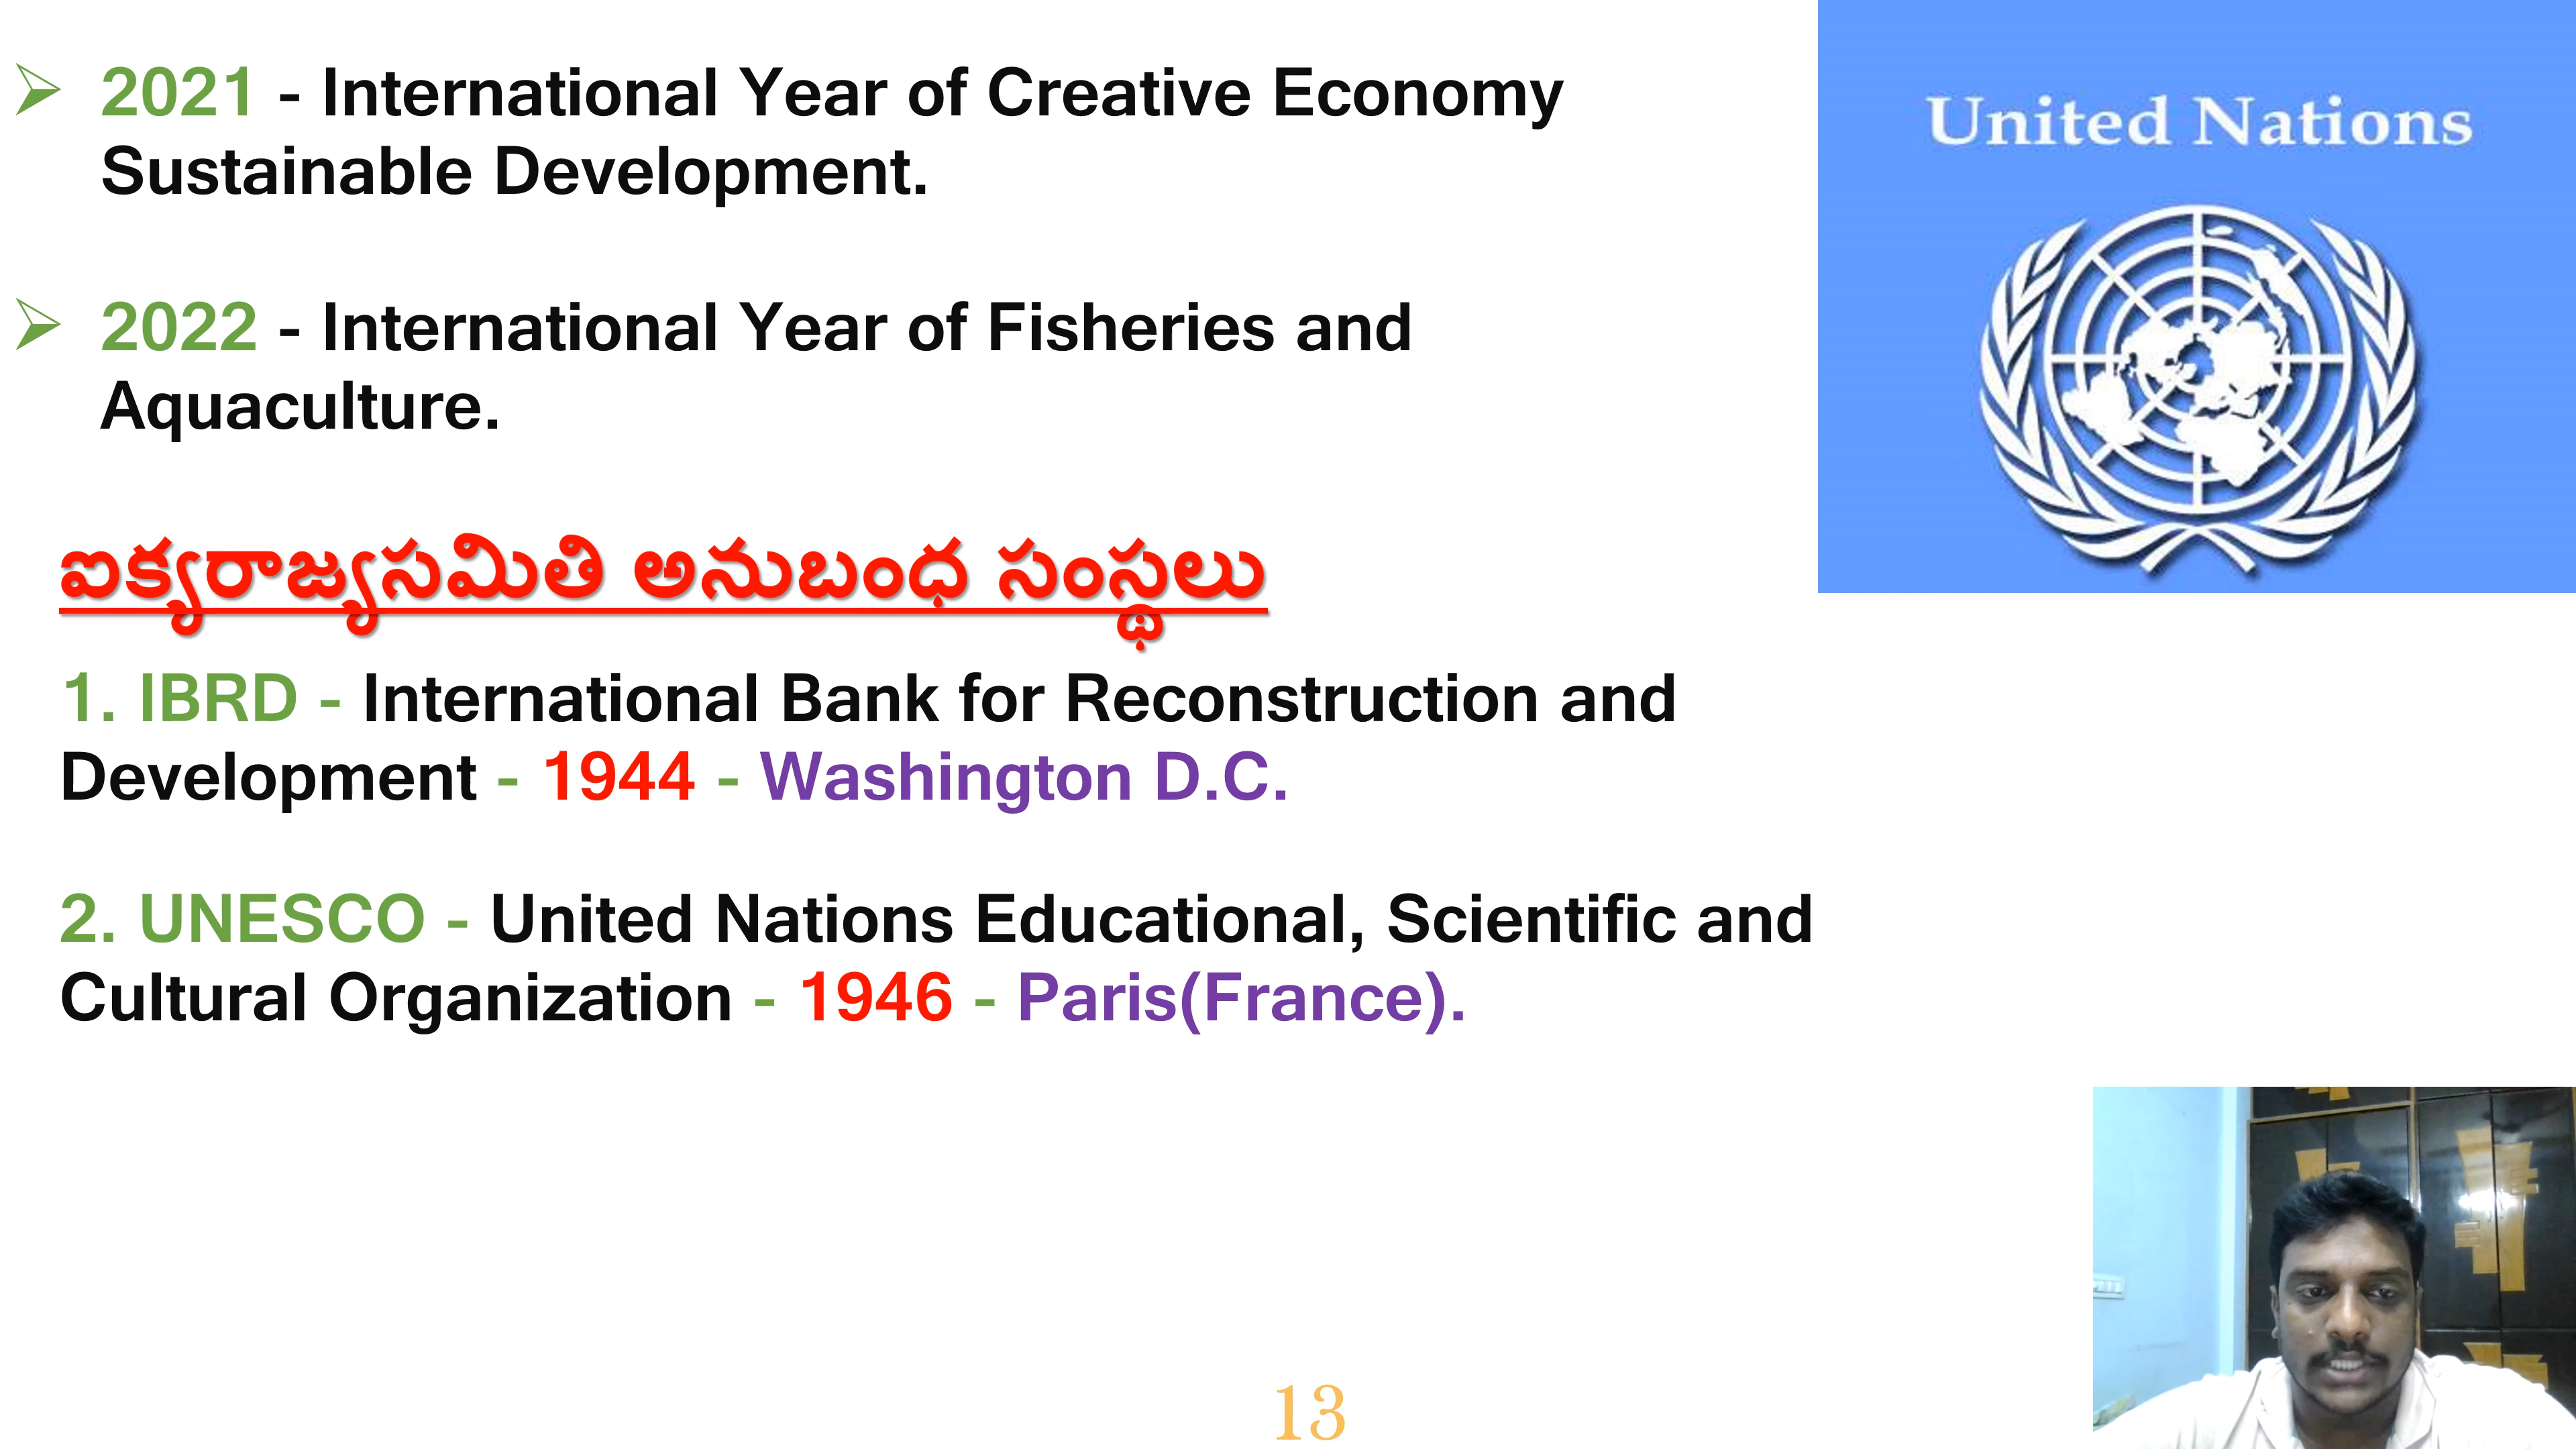 2021 - International Year of Creative Economy
Sustainable Development.
2022 - International Year of Fisheries and
Aquaculture.
United Nations
ఐక్యరాజ్యసమితి అనుబంధ సంస్థలు
1. IBRD - International Bank for Reconstruction and
Development - 1944 - Washington D.C.
2. UNESCO - United Nations Educational, Scientific and
Cultural Organization - 1946 - Paris(France).
13